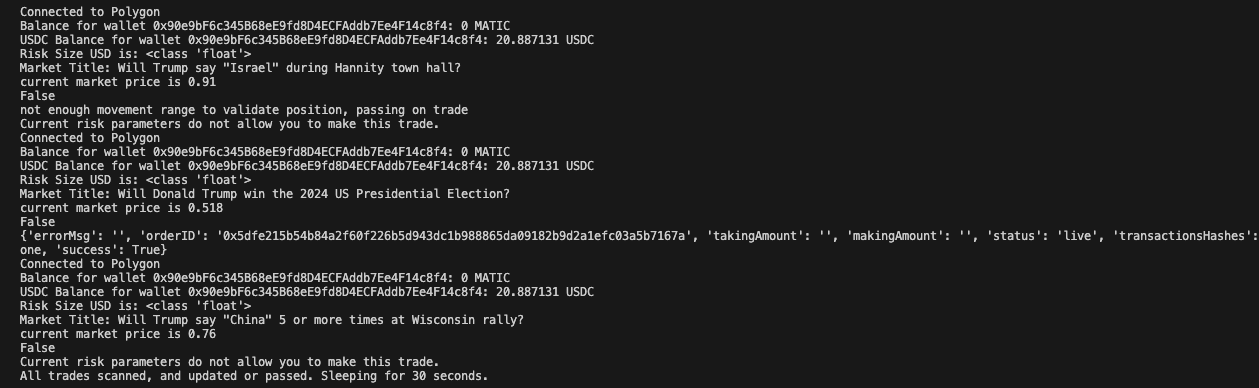 Connected to Polygon
Balance for wallet 0x90e9bF6c345B68eE9fd8D4ECFAddb7Ee4F14c8f4: 0 MATIC
USDC Balance for wallet 0x90e9bF6c345B68eE9fd8D4ECFAddb7Ee4F14c8f4: 20.887131 USDC
Risk Size USD is: <class 'float'>
Market Title: Will Trump say "Israel" during Hannity town hall?
current market price is 0.91
False
not enough movement range to validate position, passing on trade
Current risk parameters do not allow you to make this trade.
Connected to Polygon
Balance for wallet 0x90e9bF6c345B68eE9fd8D4ECFAddb7Ee4F14c8f4: 0 MATIC
USDC Balance for wallet 0x90e9bF6c345B68eE9fd8D4ECFAddb7Ee4F14c8f4: 20.887131 USDC
Risk Size USD is: <class 'float'>
Market Title: Will Donald Trump win the 2024 US Presidential Election?
current market price is 0.518
False
{'errorMsg': '', 'orderID': '0x5dfe215b54b84a2f60f226b5d943dc1b988865da09182b9d2a1efc03a5b7167a', 'takingAmount': '', 'makingAmount': '', 'status': 'live', 'transactionsHashes':
one, 'success': True}
Connected to Polygon
Balance for wallet 0x90e9bF6c345B68eE9fd8D4ECFAddb7Ee4F14c8f4: 0 MATIC
USDC Balance for wallet 0x90e9bF6c345B68eE9fd8D4ECFAddb7Ee4F14c8f4: 20.887131 USDC
Risk Size USD is: <class 'float'>
Market Title: Will Trump say "China" 5 or more times at Wisconsin rally?
current market price is 0.76
False
Current risk parameters do not allow you to make this trade.
All trades scanned, and updated or passed. Sleeping for 30 seconds.